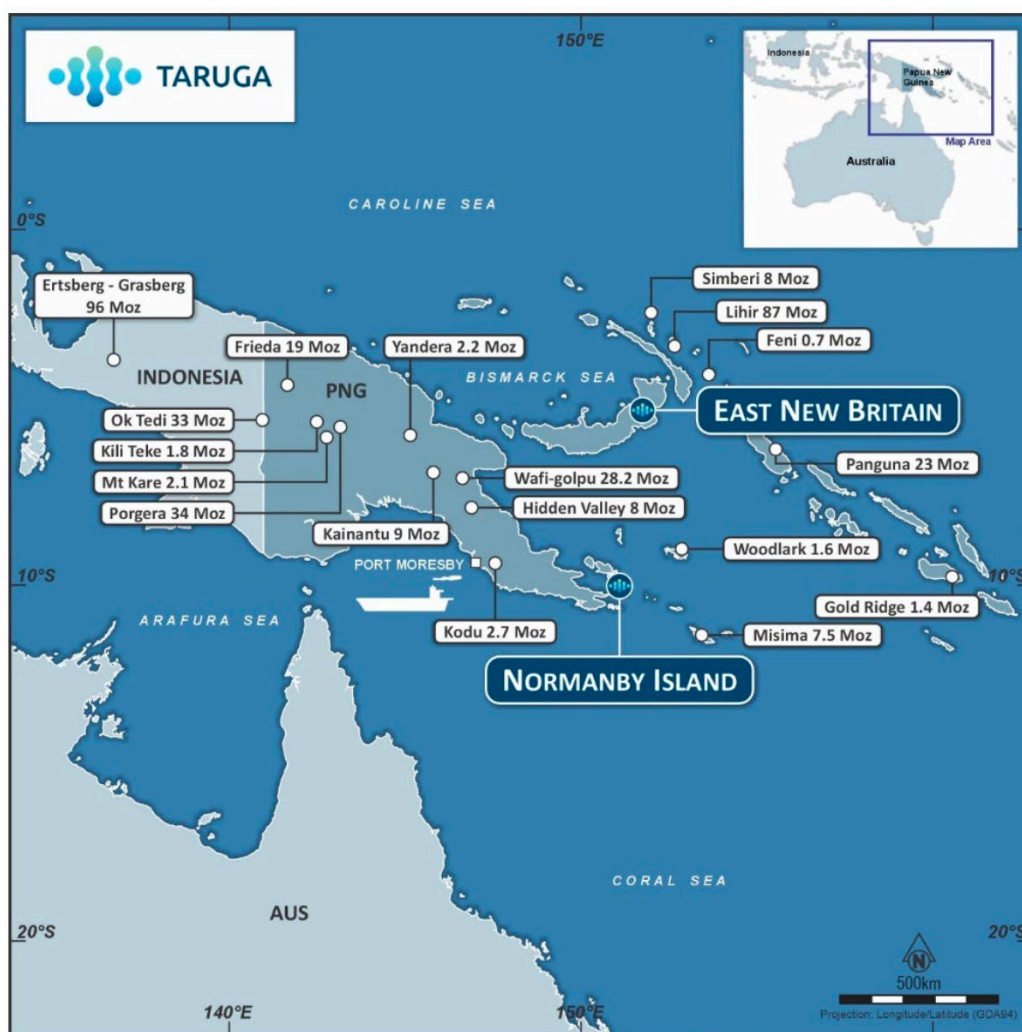 TARUGA
150°E
Indonesia
Papua New
Guinea
Map Area
Australia
CAROLINE SEA
0°S
Ertsberg - Grasberg
96 Moz
Simberi 8 Moz
Lihir 87 Moz
Feni 0.7 Moz
Frieda 19 Moz
Yandera 2.2 Moz
BISMARCK SEA
INDONESIA
PNG
EAST NEW BRITAIN
Ok Tedi 33 Moz
Kili Teke 1.8 Moz
Mt Kare 2.1 Moz
Porgera 34 Moz
Panguna 23 Moz
Wafi-golpu 28.2 Moz
Hidden Valley 8 Moz
Kainantu 9 Moz
Woodlark 1.6 Moz
PORT MORESBY
10°S
10°S
Gold Ridge 1.4 Moz
ARAFURA SEA
Kodu 2.7 Moz
Misima 7.5 Moz
NORMANBY ISLAND
CORAL SEA
AUS
20°S
20°S
N
500km
140°E
150°E
Projection: Longitude/Latitude (GDA94)